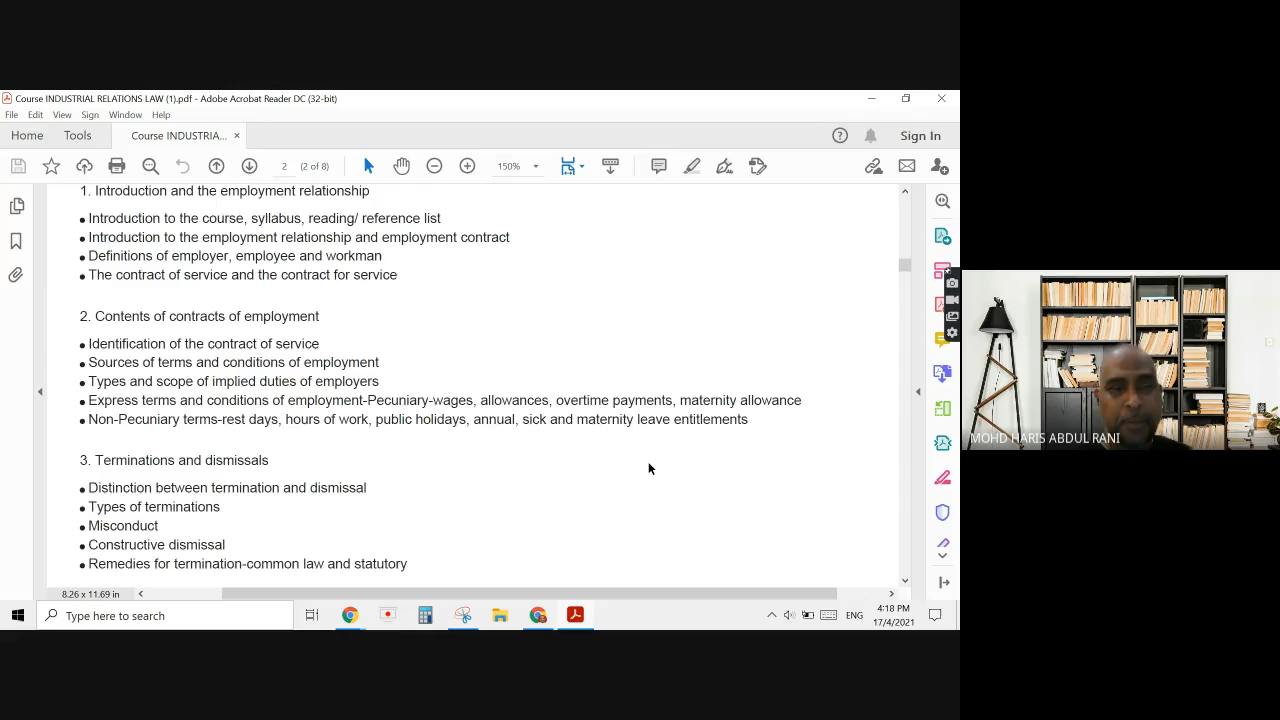 Course INDUSTRIAL RELATIONS LAW (1).pdf - Adobe Acrobat Reader DC (32-bit)
File Edit View Sign Window Help
Home Tools Course INDUSTRIA... × Sign In
2 (2 of 8) 150%
1. Introduction and the employment relationship
● Introduction to the course, syllabus, reading/ reference list
● Introduction to the employment relationship and employment contract
● Definitions of employer, employee and workman
● The contract of service and the contract for service
2. Contents of contracts of employment
● Identification of the contract of service
● Sources of terms and conditions of employment
● Types and scope of implied duties of employers
● Express terms and conditions of employment-Pecuniary-wages, allowances, overtime payments, maternity allowance
● Non-Pecuniary terms-rest days, hours of work, public holidays, annual, sick and maternity leave entitlements
3. Terminations and dismissals
● Distinction between termination and dismissal
● Types of terminations
● Misconduct
● Constructive dismissal
● Remedies for termination-common law and statutory
8.26 x 11.69 in
Type here to search
ENG
4:18 PM
17/4/2021
MOHD HARIS ABDUL RANI